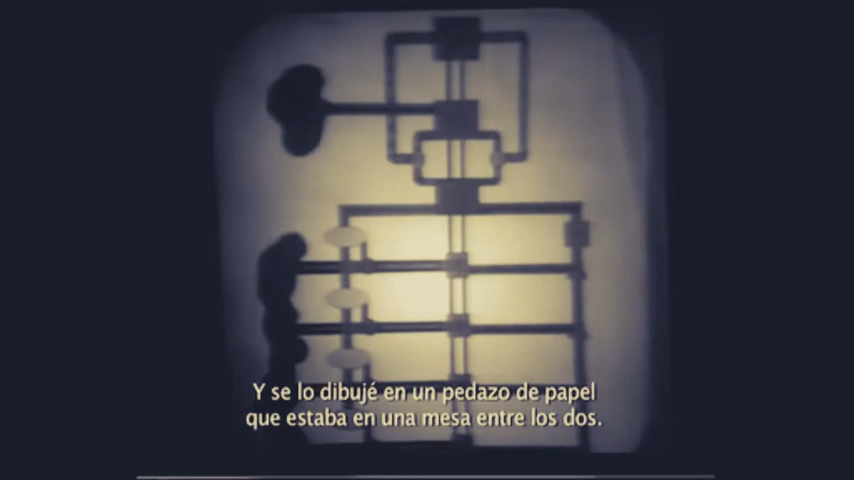 Y se lo dibujé en un pedazo de papel
que estaba en una mesa entre los dos.